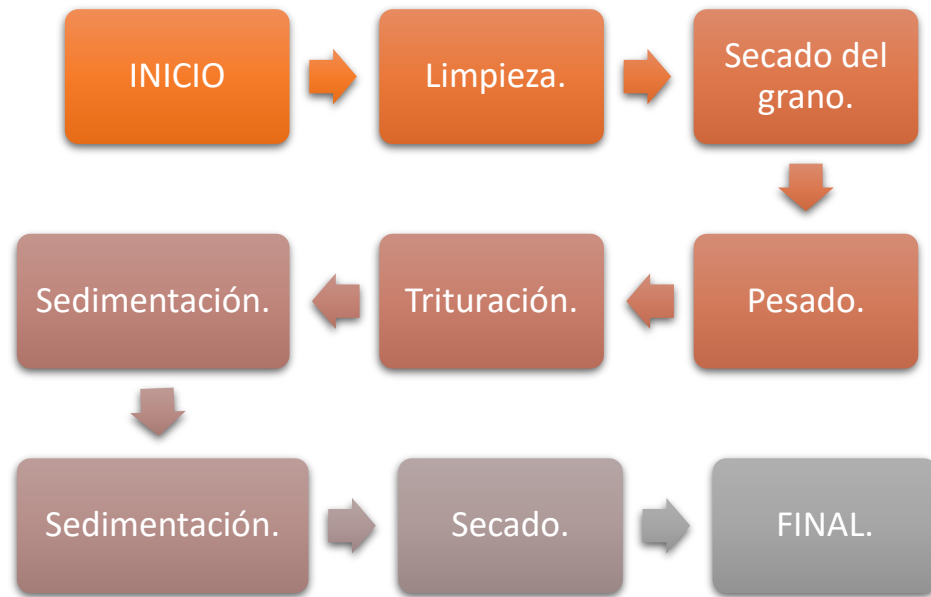 INICIO
Limpieza.
Secado del
grano.
Pesado.
Trituración.
Sedimentación.
Sedimentación.
Secado.
FINAL.